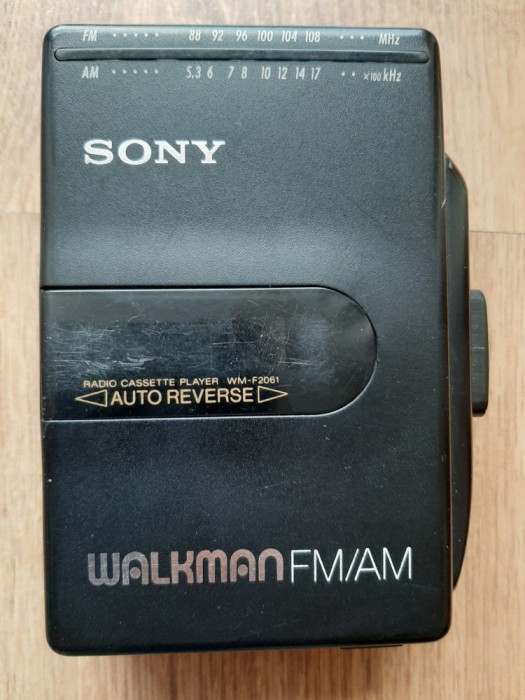 FM ····· 88 92 96 100 104 108 ··· MHz
AM ····· 5.3 6 7 8 10 12 14 17 ·· ×100 kHz
SONY
RADIO CASSETTE PLAYER WM-F2061
◁AUTO REVERSE▷
WALKMAN FM/AM